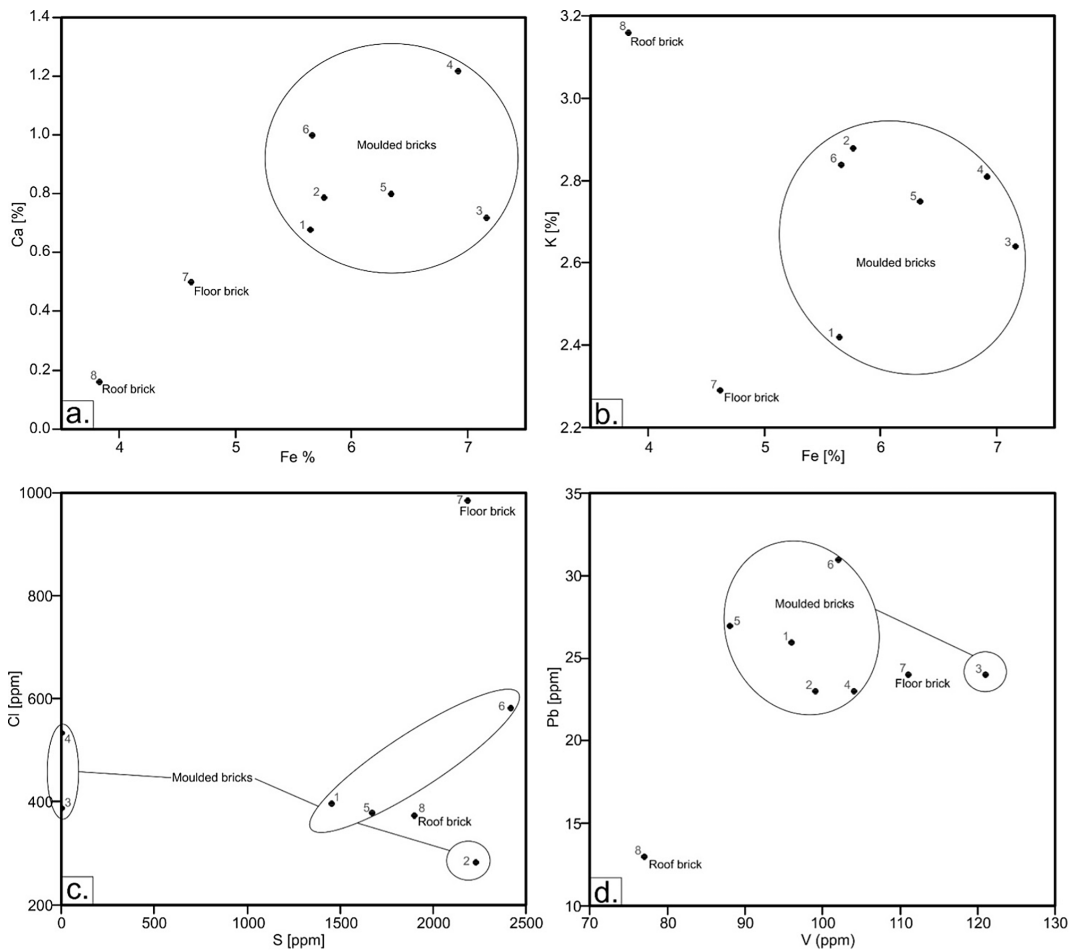 1.4
1.2
1.0
0.8
0.6
0.4
0.2
0.0
Ca [%]
4
6
Moulded bricks
2
5
3
1
7
Floor brick
8
Roof brick
a.
4 5 6 7
Fe %
3.2
3.0
2.8
2.6
2.4
2.2
K [%]
8
Roof brick
2
6
4
5
3
Moulded bricks
1
7
Floor brick
b.
4 5 6 7
Fe [%]
1000
800
600
400
200
Cl [ppm]
7
Floor brick
6
4
Moulded bricks
3
1
5
8
Roof brick
2
c.
0 500 1000 1500 2000 2500
S [ppm]
35
30
25
20
15
10
Pb [ppm]
6
Moulded bricks
5
1
2
4
7
Floor brick
3
8
Roof brick
d.
70 80 90 100 110 120 130
V (ppm)